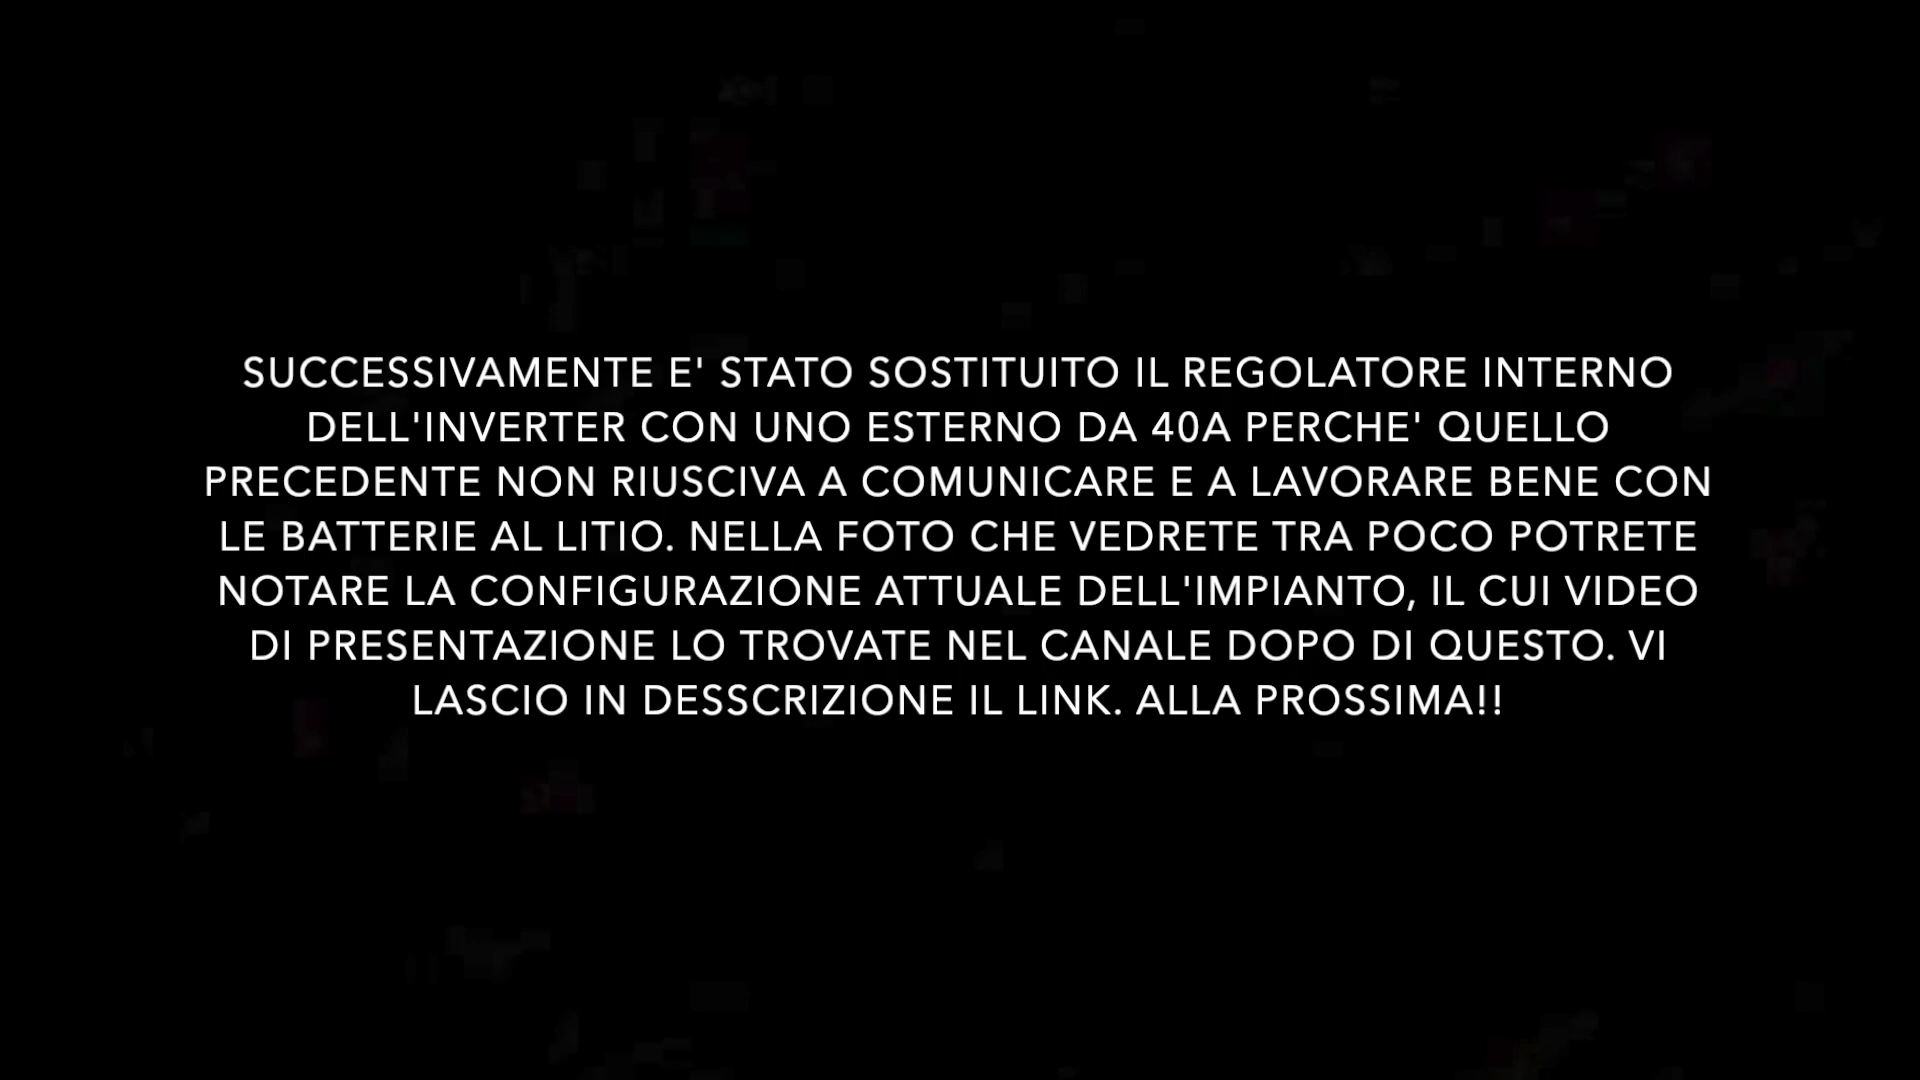 SUCCESSIVAMENTE E' STATO SOSTITUITO IL REGOLATORE INTERNO
DELL'INVERTER CON UNO ESTERNO DA 40A PERCHE' QUELLO
PRECEDENTE NON RIUSCIVA A COMUNICARE E A LAVORARE BENE CON
LE BATTERIE AL LITIO. NELLA FOTO CHE VEDRETE TRA POCO POTRETE
NOTARE LA CONFIGURAZIONE ATTUALE DELL'IMPIANTO, IL CUI VIDEO
DI PRESENTAZIONE LO TROVATE NEL CANALE DOPO DI QUESTO. VI
LASCIO IN DESSCRIZIONE IL LINK. ALLA PROSSIMA!!